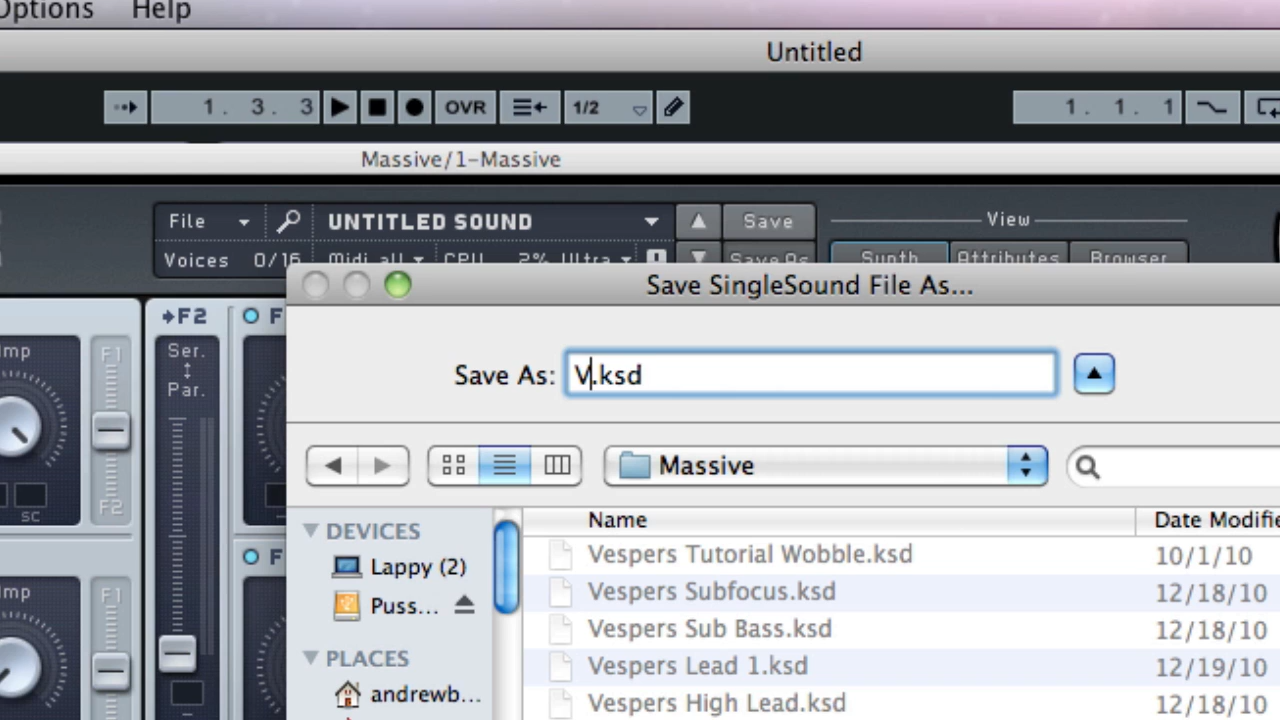 Options Help
Untitled
1. 3. 3 OVR 1/2 1. 1. 1
Massive/1-Massive
File UNTITLED SOUND Save View
Voices 0/16 Midi all CPU 2% Ultra Save As Synth Attributes Browser
Save SingleSound File As...
F2 F
mp F1 Ser.
Par.
Save As: V.ksd
Massive
F2
SC
Name Date Modifie
DEVICES
Vespers Tutorial Wobble.ksd 10/1/10
F
Lappy (2)
Vespers Subfocus.ksd 12/18/10
mp F1
Puss...
Vespers Sub Bass.ksd 12/18/10
PLACES
Vespers Lead 1.ksd 12/19/10
andrewb...
Vespers High Lead.ksd 12/18/10